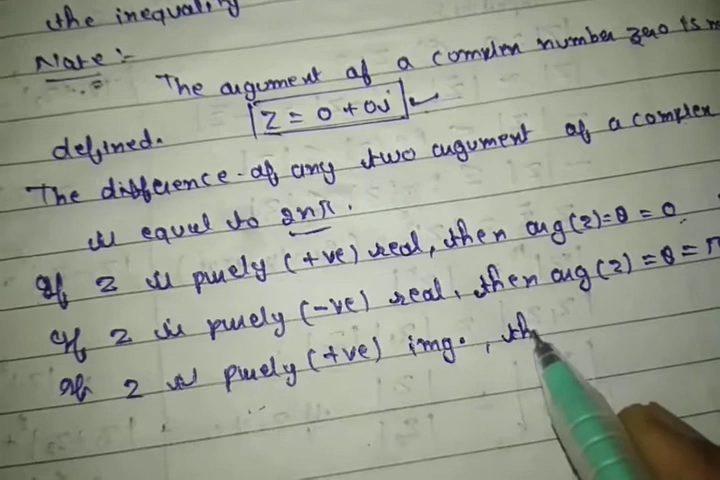 the inequality
Note :-
The argument of a complex number zero is
defined. Z = 0 + 0i
The difference of any two argument of a complex
is equal to 2nπ.
If z is purely (+ve) real, then arg(z)=θ = 0
If z is purely (-ve) real, then arg(z) = θ = π
If z is purely (+ve) img. , th